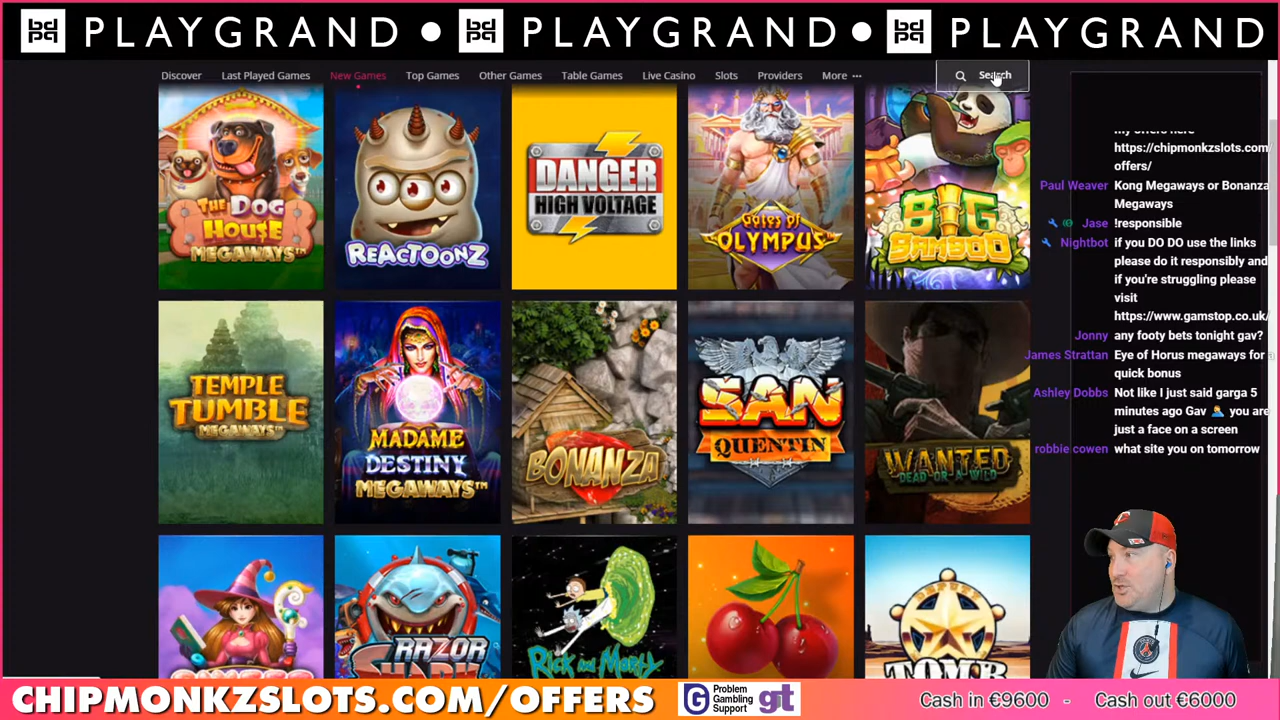 PLAYGRAND PLAYGRAND PLAYGRAND
Discover Last Played Games New Games Top Games Other Games Table Games Live Casino Slots Providers More ••• Search
THE DOG
HOUSE
MEGAWAYS™
REACTOONZ
DANGER
HIGH VOLTAGE
Gates of
OLYMPUS™
BIG
BAMBOO
TEMPLE
TUMBLE
MEGAWAYS™
MADAME
DESTINY
MEGAWAYS™
BONANZA
SAN
QUENTIN
WANTED
DEAD OR A WILD
RAZOR
SHARK
Rick and Morty
TOMB
my offers here
https://chipmonkzslots.com/
offers/
Paul Weaver Kong Megaways or Bonanza
Megaways
Jase !responsible
Nightbot if you DO DO use the links
please do it responsibly and
if you're struggling please
visit
https://www.gamstop.co.uk/
Jonny any footy bets tonight gav?
James Strattan Eye of Horus megaways for a
quick bonus
Ashley Dobbs Not like I just said garga 5
minutes ago Gav 🤦 you are
just a face on a screen
robbie cowen what site you on tomorrow
CHIPMONKZSLOTS.COM/OFFERS
Problem
Gambling
Support
gt
Cash in €9600 - Cash out €6000